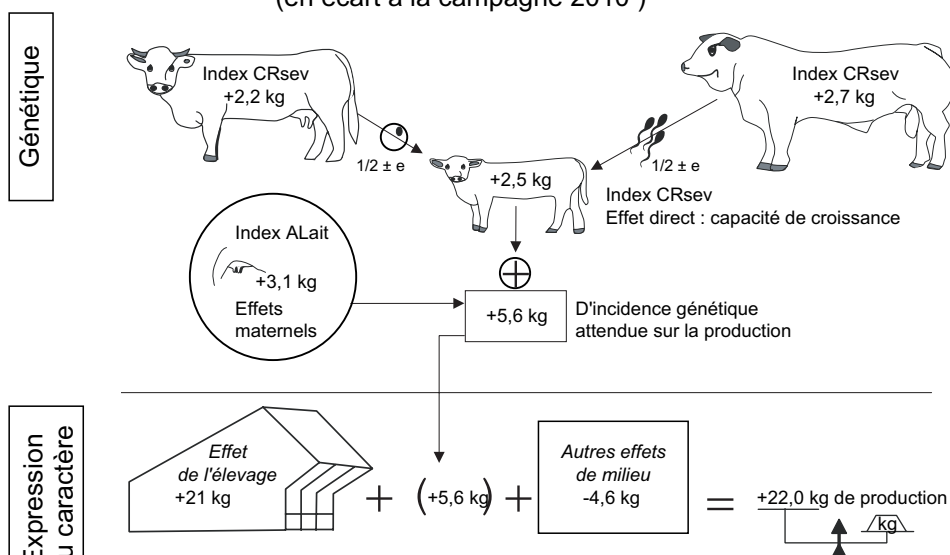 (en écart à la campagne 2010 )
Génétique
Index CRsev
+2,2 kg
Index CRsev
+2,7 kg
1/2 ± e
1/2 ± e
+2,5 kg
Index CRsev
Effet direct : capacité de croissance
Index ALait
+3,1 kg
Effets
maternels
+5,6 kg
D'incidence génétique
attendue sur la production
Expression
u caractère
Effet
de l'élevage
+21 kg
+
(+5,6 kg)
+
Autres effets
de milieu
-4,6 kg
=
+22,0 kg de production
kg